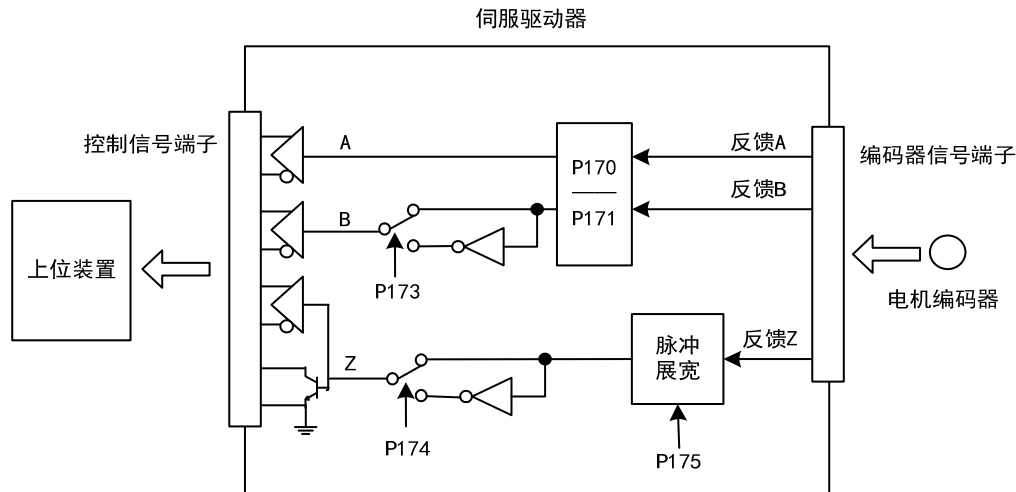 伺服驱动器
控制信号端子
A
反馈A
编码器信号端子
P170
P171
反馈B
B
上位装置
P173
电机编码器
Z
脉冲
展宽
反馈Z
P174
P175